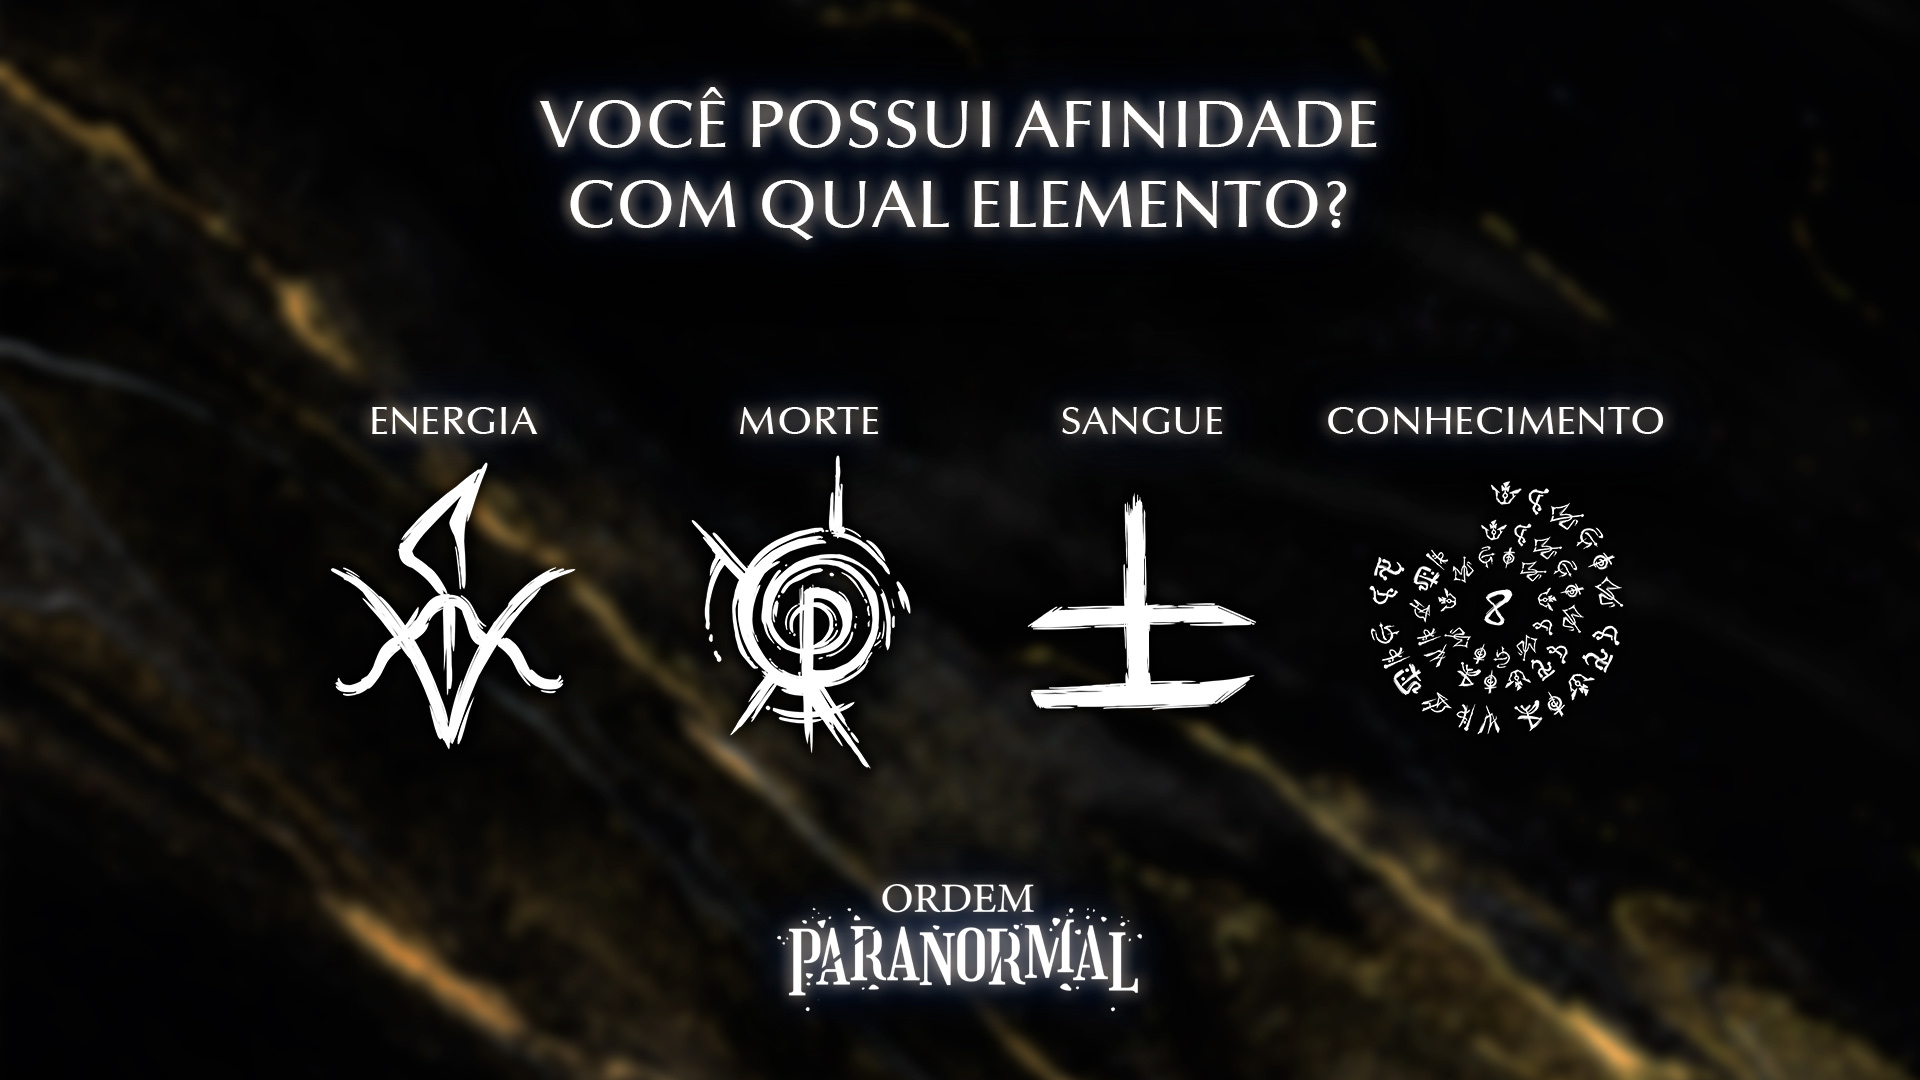 VOCÊ POSSUI AFINIDADE
COM QUAL ELEMENTO?
ENERGIA
MORTE
SANGUE
CONHECIMENTO
ORDEM
PARANORMAL